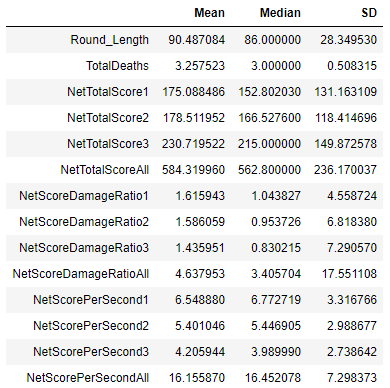 Mean Median SD
Round_Length 90.487084 86.000000 28.349530
TotalDeaths 3.257523 3.000000 0.508315
NetTotalScore1 175.088486 152.802030 131.163109
NetTotalScore2 178.511952 166.527600 118.414696
NetTotalScore3 230.719522 215.000000 149.872578
NetTotalScoreAll 584.319960 562.800000 236.170037
NetScoreDamageRatio1 1.615943 1.043827 4.558724
NetScoreDamageRatio2 1.586059 0.953726 6.818380
NetScoreDamageRatio3 1.435951 0.830215 7.290570
NetScoreDamageRatioAll 4.637953 3.405704 17.551108
NetScorePerSecond1 6.548880 6.772719 3.316766
NetScorePerSecond2 5.401046 5.446905 2.988677
NetScorePerSecond3 4.205944 3.989990 2.738642
NetScorePerSecondAll 16.155870 16.452078 7.298373